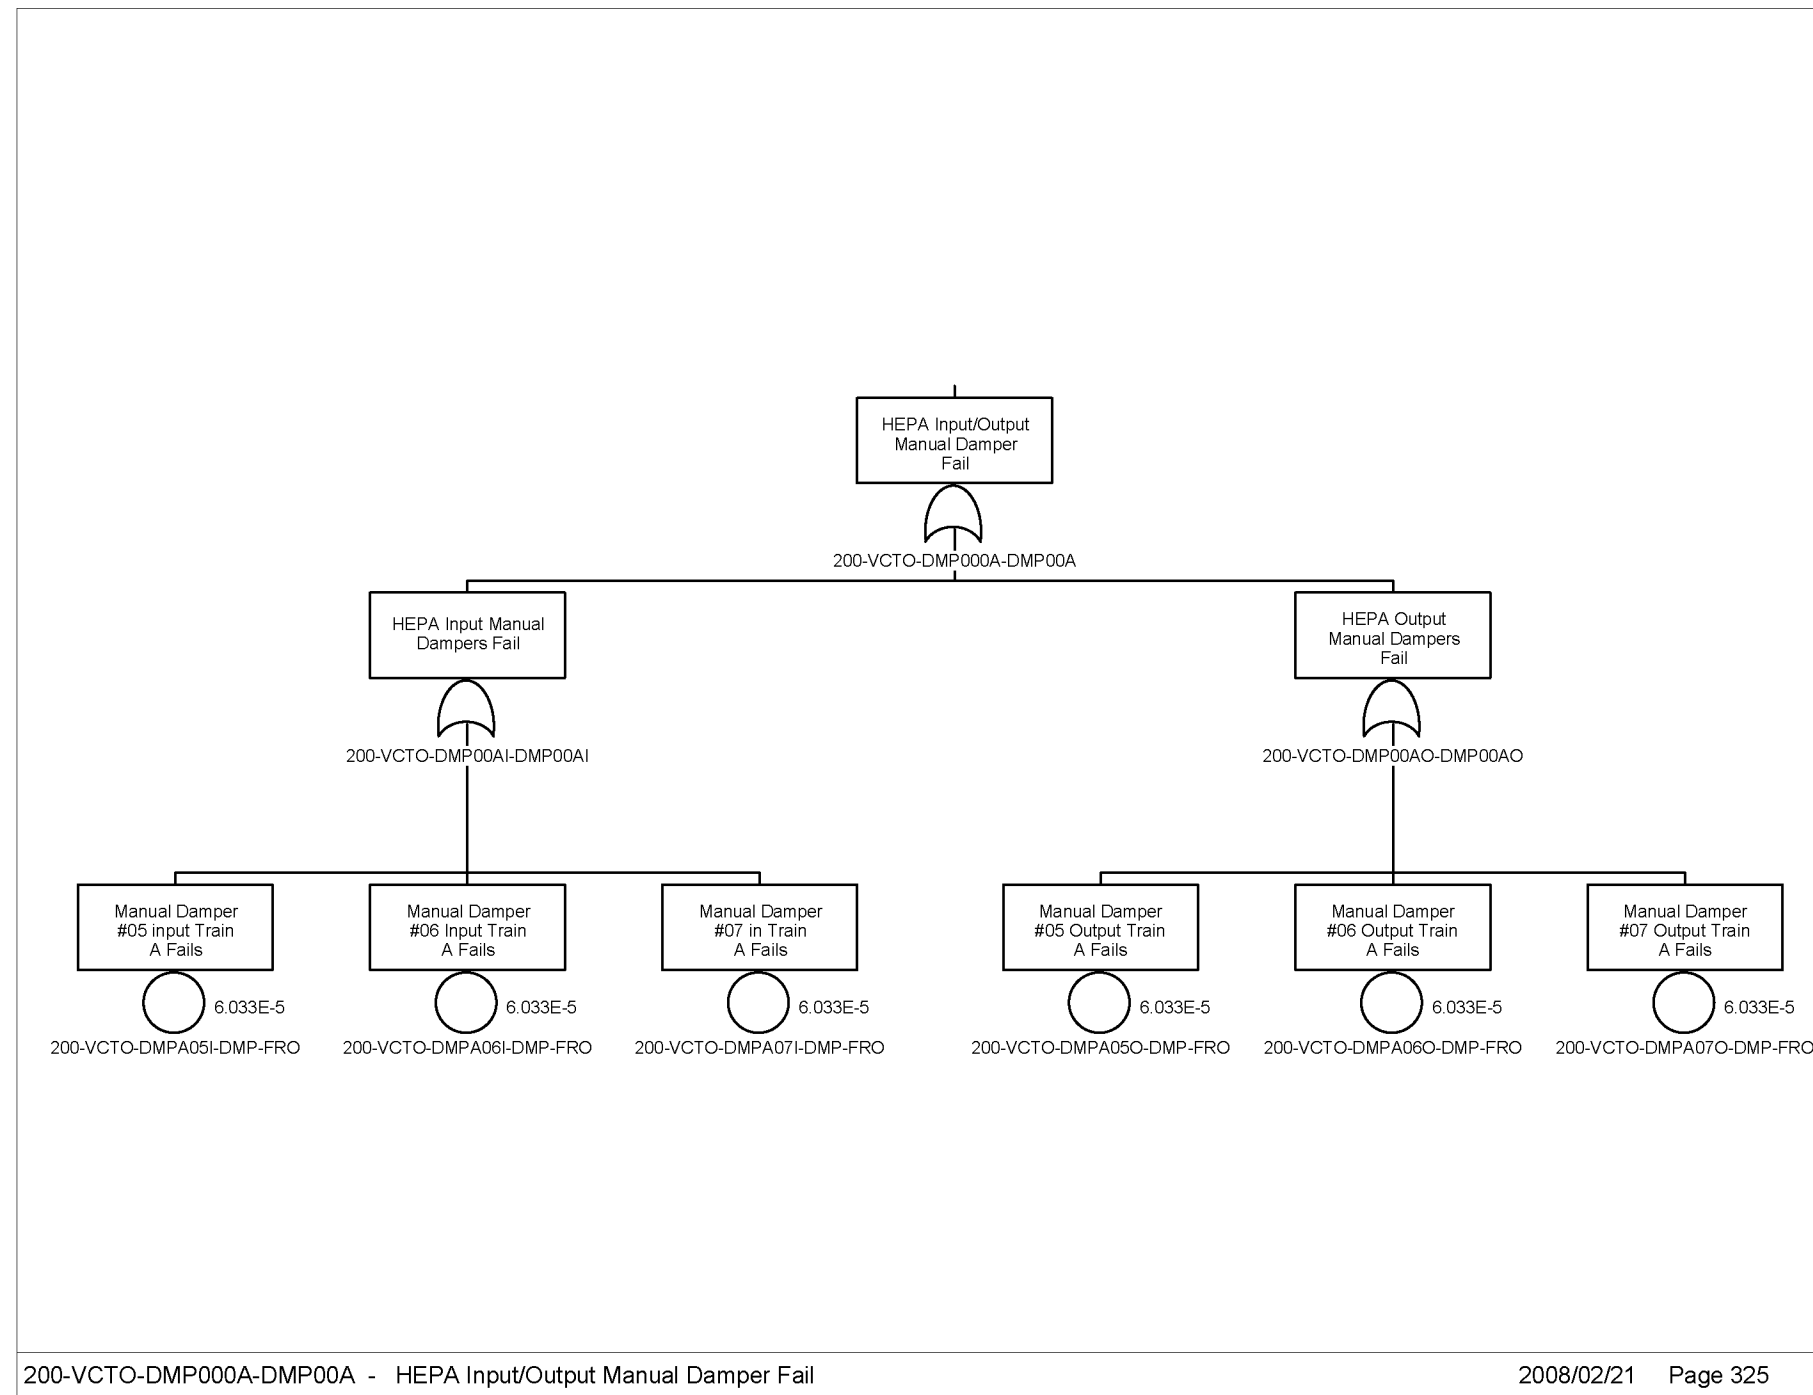 HEPA Input/Output
Manual Damper
Fail
200-VCTO-DMP000A-DMP00A
HEPA Input Manual
Dampers Fail
200-VCTO-DMP00AI-DMP00AI
HEPA Output
Manual Dampers
Fail
200-VCTO-DMP00AO-DMP00AO
Manual Damper
#05 input Train
A Fails
6.033E-5
200-VCTO-DMPA05I-DMP-FRO
Manual Damper
#06 Input Train
A Fails
6.033E-5
200-VCTO-DMPA06I-DMP-FRO
Manual Damper
#07 in Train
A Fails
6.033E-5
200-VCTO-DMPA07I-DMP-FRO
Manual Damper
#05 Output Train
A Fails
6.033E-5
200-VCTO-DMPA05O-DMP-FRO
Manual Damper
#06 Output Train
A Fails
6.033E-5
200-VCTO-DMPA06O-DMP-FRO
Manual Damper
#07 Output Train
A Fails
6.033E-5
200-VCTO-DMPA07O-DMP-FRO
200-VCTO-DMP000A-DMP00A - HEPA Input/Output Manual Damper Fail
2008/02/21 Page 325